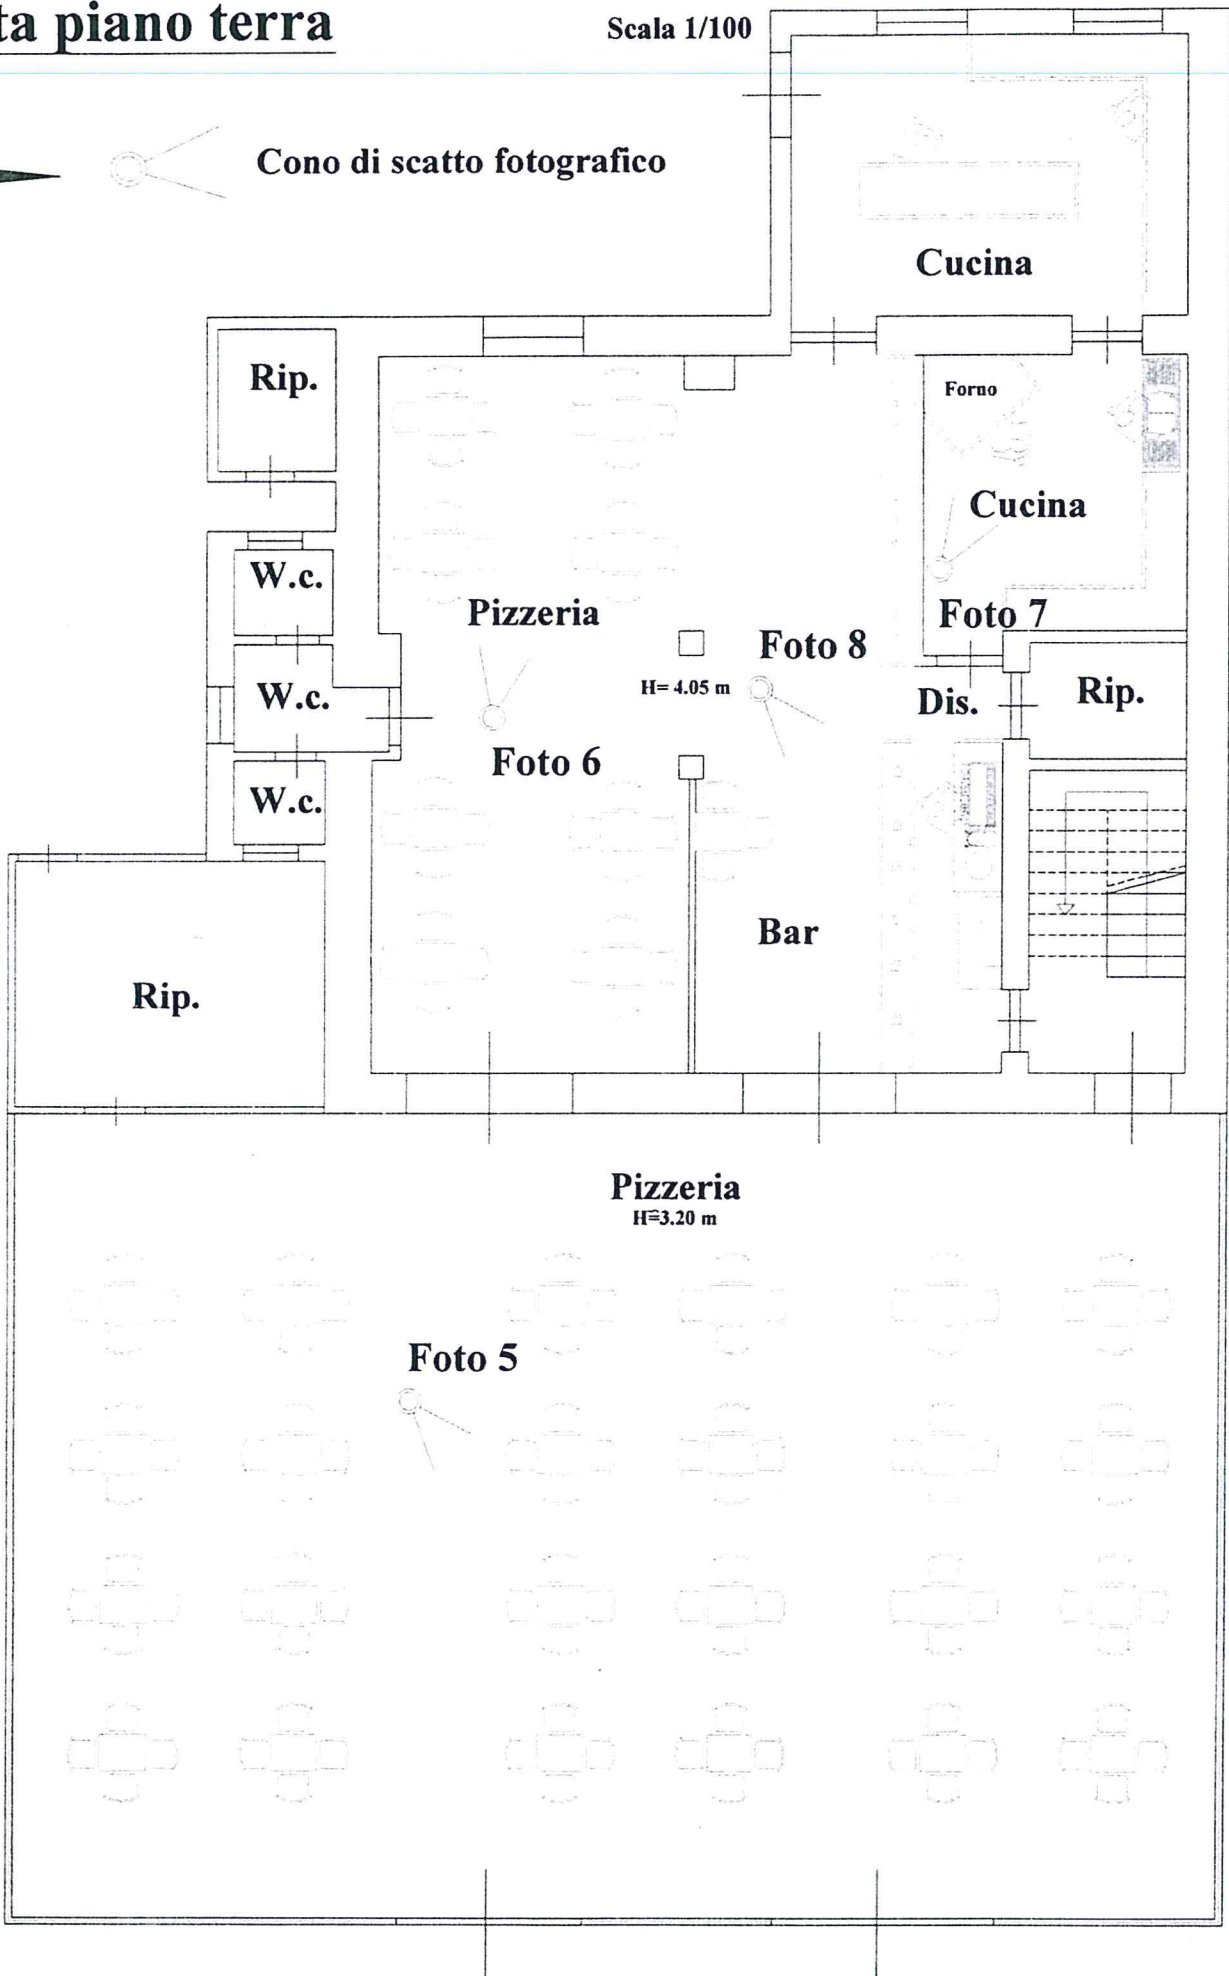 ta piano terra
Scala 1/100
Cono di scatto fotografico
Cucina
Rip.
Forno
Cucina
W.c.
Pizzeria
Foto 7
Foto 8
H= 4.05 m
W.c.
Dis.
Rip.
Foto 6
W.c.
Bar
Rip.
Pizzeria
H=3.20 m
Foto 5